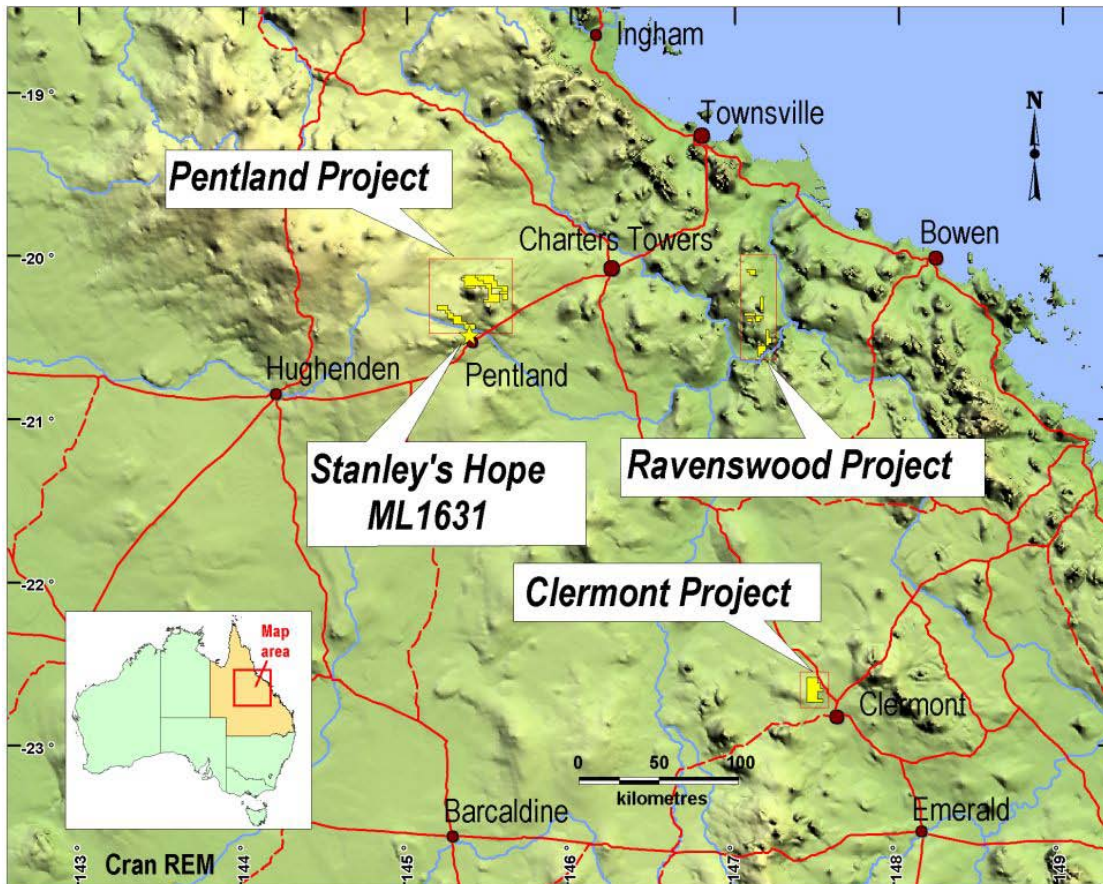 Ingham
-19°
Townsville
N
Pentland Project
Charters Towers
Bowen
-20°
Hughenden
Pentland
-21°
Stanley's Hope
ML1631
Ravenswood Project
-22°
Clermont Project
Map
area
Clermont
-23°
0 50 100
kilometres
Barcaldine
Emerald
Cran REM
143°
144°
145°
146°
147°
148°
149°